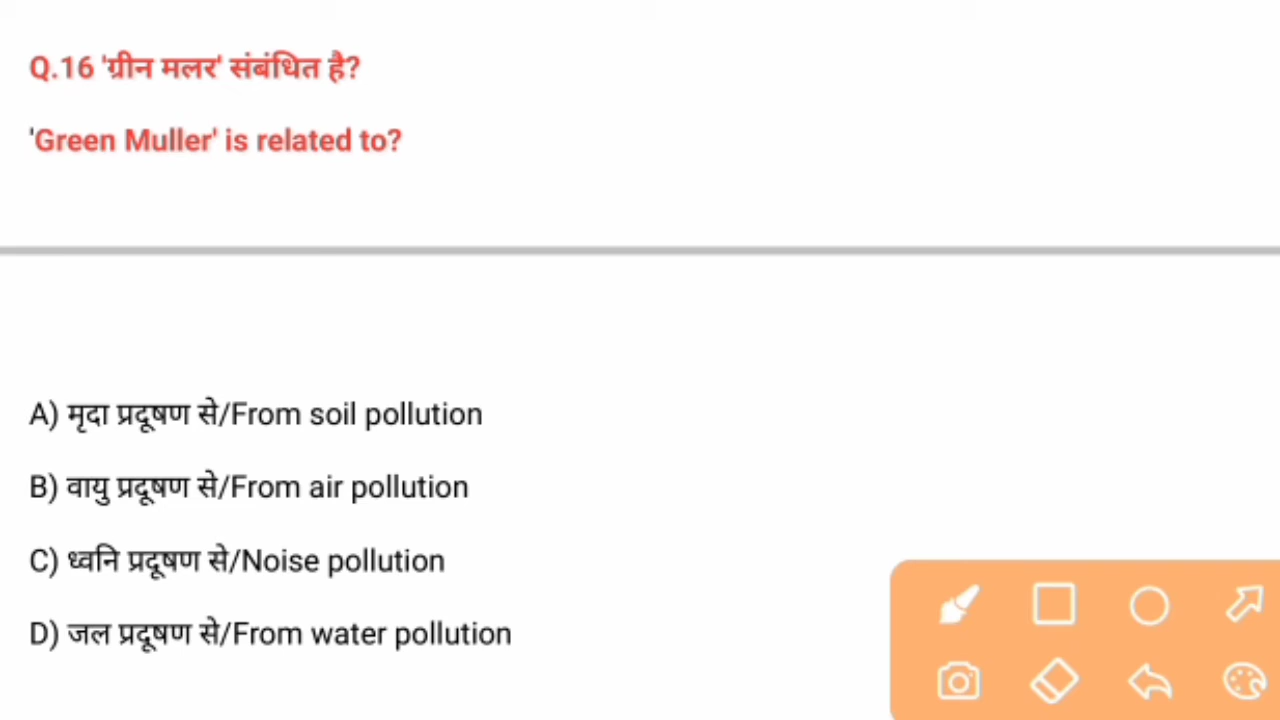 Q.16 'ग्रीन मलर' संबंधित है?
'Green Muller' is related to?
A) मृदा प्रदूषण से/From soil pollution
B) वायु प्रदूषण से/From air pollution
C) ध्वनि प्रदूषण से/Noise pollution
D) जल प्रदूषण से/From water pollution